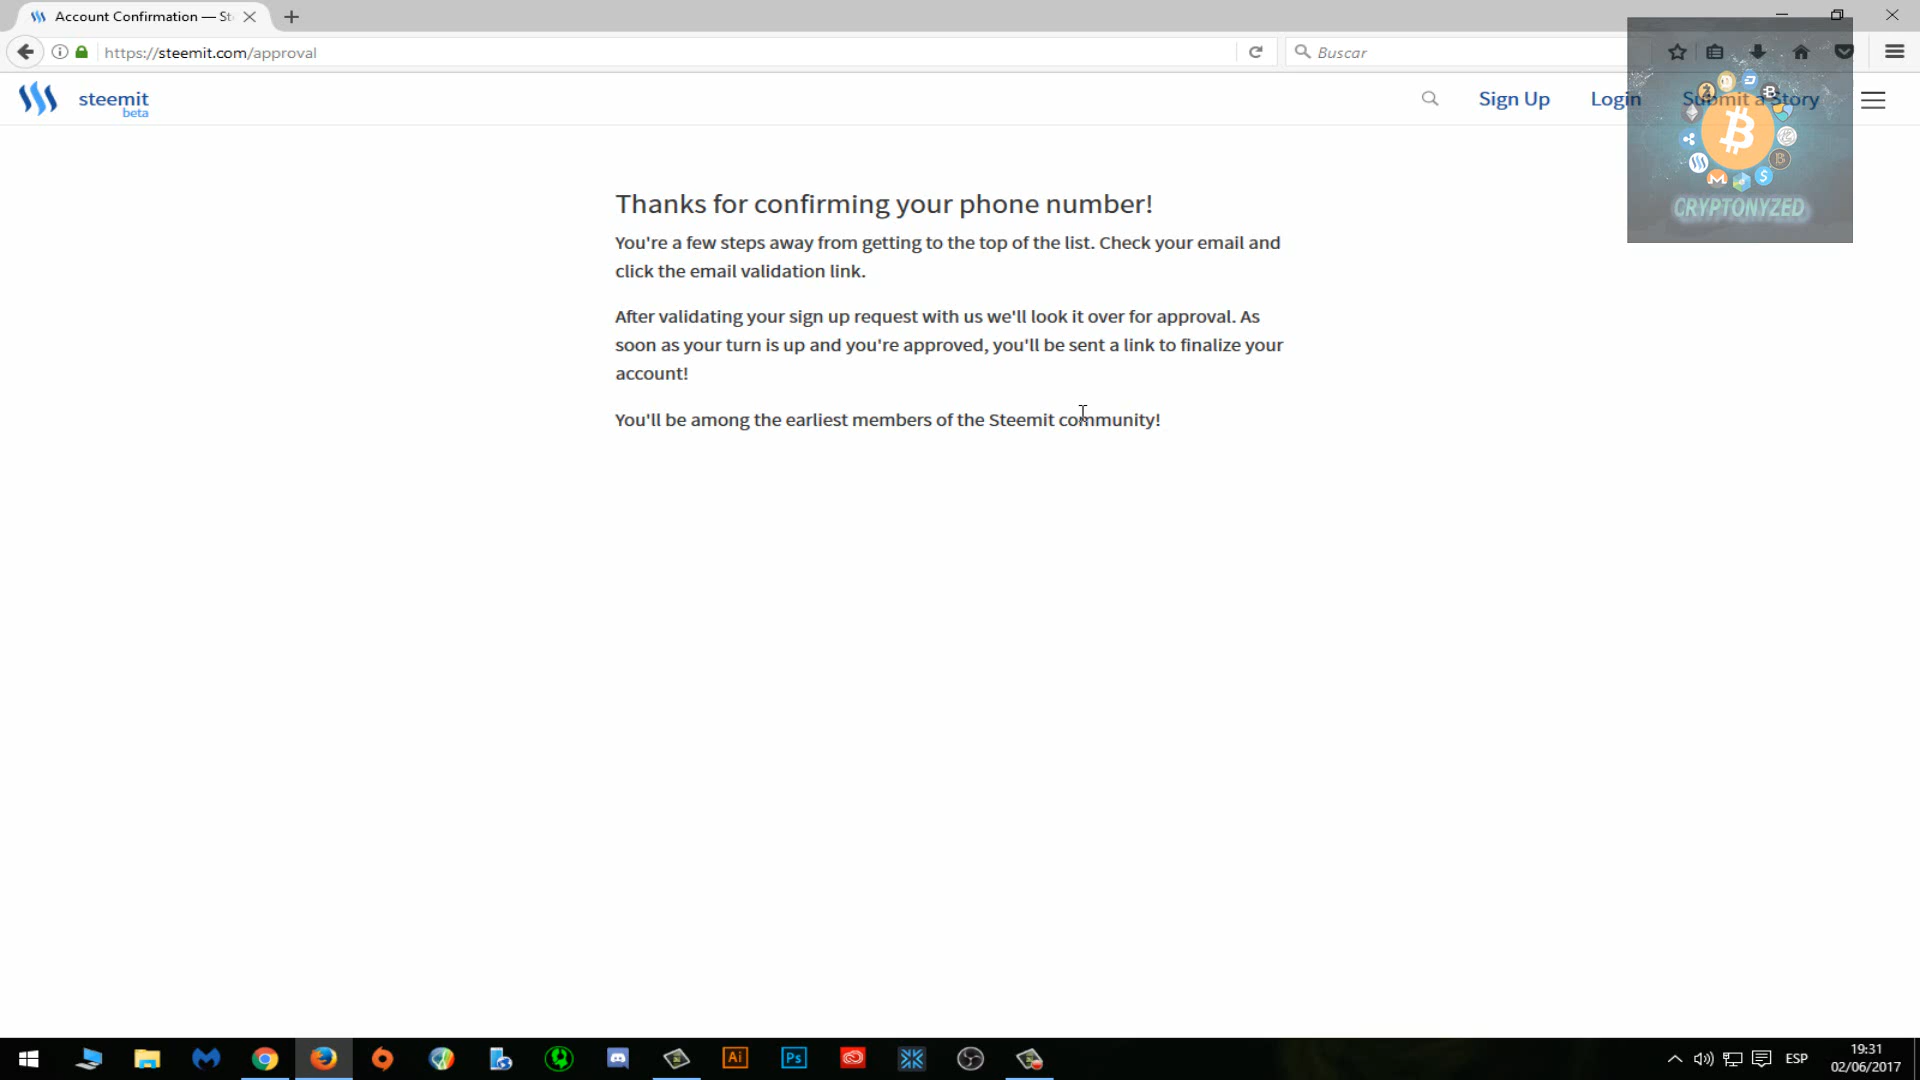 Account Confirmation — St
https://steemit.com/approval
Buscar
steemit
beta
Sign Up
Login
Submit a Story
CRYPTONYZED
Thanks for confirming your phone number!
You're a few steps away from getting to the top of the list. Check your email and
click the email validation link.
After validating your sign up request with us we'll look it over for approval. As
soon as your turn is up and you're approved, you'll be sent a link to finalize your
account!
You'll be among the earliest members of the Steemit community!
Ai
Ps
ESP
19:31
02/06/2017